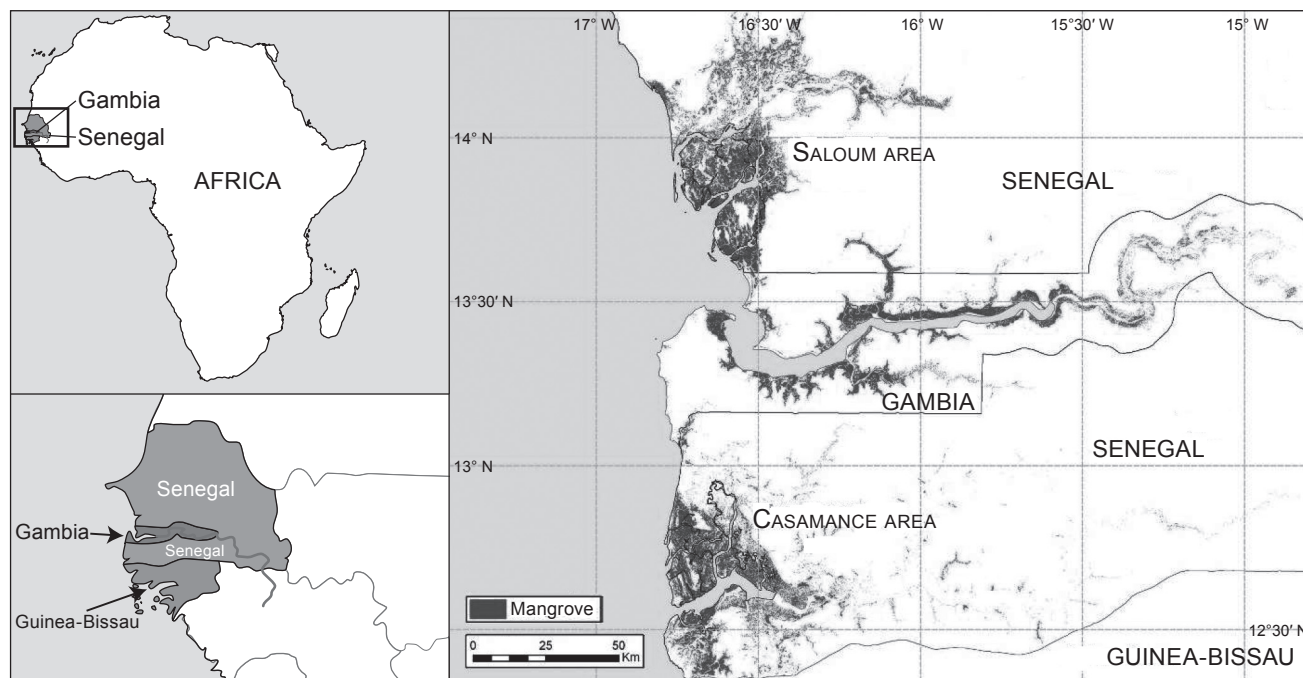 Gambia
Senegal
AFRICA
Senegal
Gambia
Senegal
Guinea-Bissau
17° W
16°30′ W
16° W
15°30′ W
15° W
14° N
SALOUM AREA
SENEGAL
13°30′ N
GAMBIA
13° N
SENEGAL
CASAMANCE AREA
Mangrove
0 25 50
Km
12°30′ N
GUINEA-BISSAU